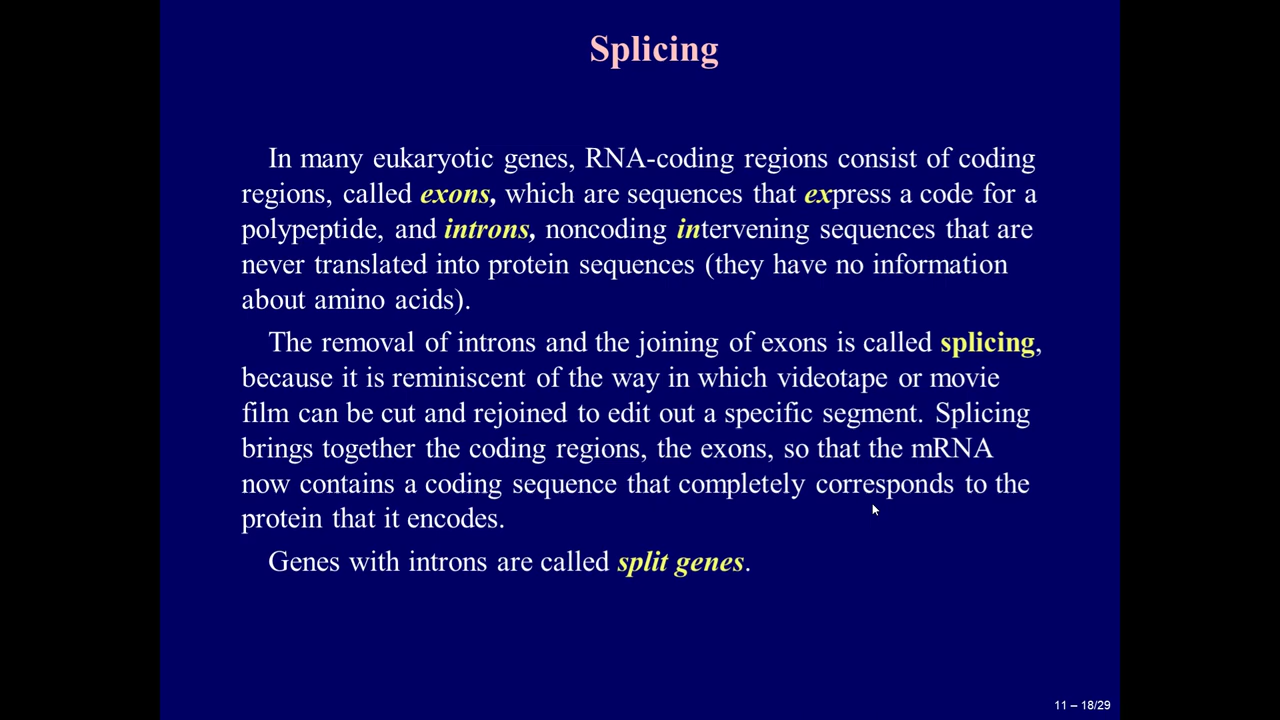 Splicing
In many eukaryotic genes, RNA-coding regions consist of coding
regions, called exons, which are sequences that express a code for a
polypeptide, and introns, noncoding intervening sequences that are
never translated into protein sequences (they have no information
about amino acids).
The removal of introns and the joining of exons is called splicing,
because it is reminiscent of the way in which videotape or movie
film can be cut and rejoined to edit out a specific segment. Splicing
brings together the coding regions, the exons, so that the mRNA
now contains a coding sequence that completely corresponds to the
protein that it encodes.
Genes with introns are called split genes.
11 – 18/29